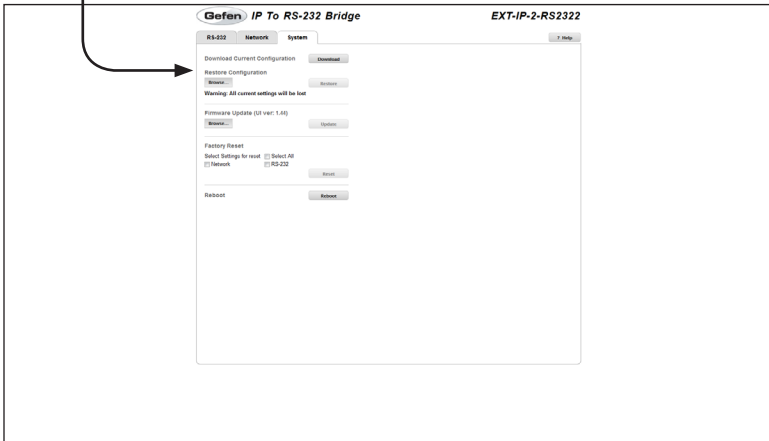 Gefen IP To RS-232 Bridge EXT-IP-2-RS2322
RS-232 Network System ? Help
Download Current Configuration Download
Restore Configuration
Browse... Restore
Warning: All current settings will be lost
Firmware Update (UI ver: 1.44)
Browse... Update
Factory Reset
Select Settings for reset Select All
Network RS-232
Reset
Reboot Reboot